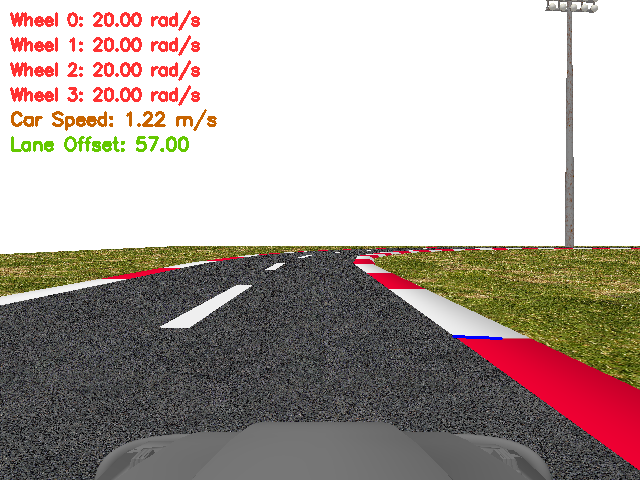 Wheel 0: 20.00 rad/s
Wheel 1: 20.00 rad/s
Wheel 2: 20.00 rad/s
Wheel 3: 20.00 rad/s
Car Speed: 1.22 m/s
Lane Offset: 57.00